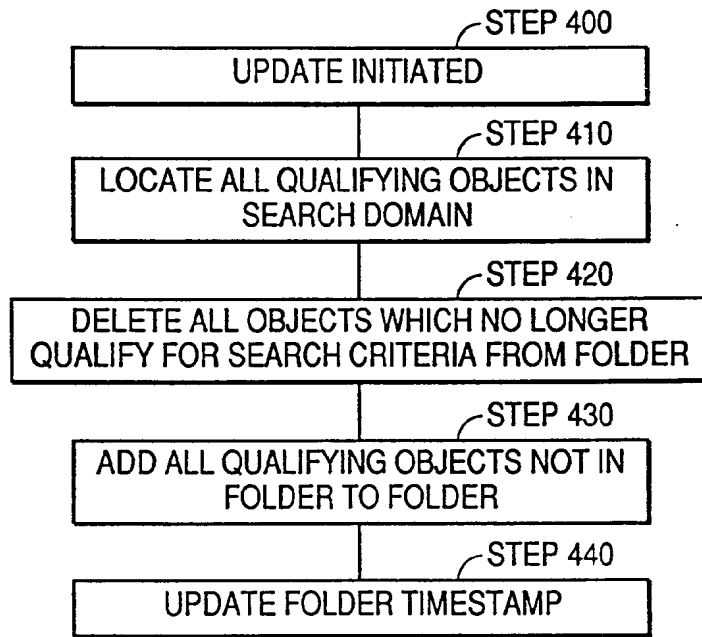 STEP 400
UPDATE INITIATED
STEP 410
LOCATE ALL QUALIFYING OBJECTS IN
SEARCH DOMAIN
STEP 420
DELETE ALL OBJECTS WHICH NO LONGER
QUALIFY FOR SEARCH CRITERIA FROM FOLDER
STEP 430
ADD ALL QUALIFYING OBJECTS NOT IN
FOLDER TO FOLDER
STEP 440
UPDATE FOLDER TIMESTAMP